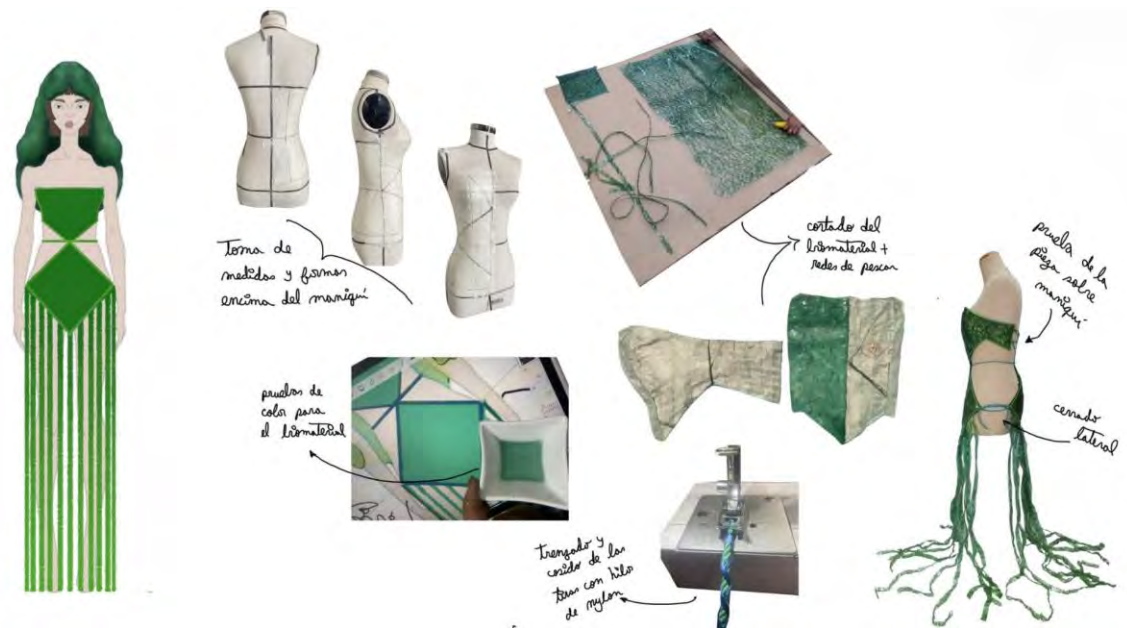 Toma de
medidas y formas
encima del maniquí
cortado del
biomaterial +
redes de pescar
prueba de la
pieza sobre
maniquí
pruebas de
color para
el biomaterial
cerrado
lateral
trenzado y
cosido de las
tiras con hilo
de nylon